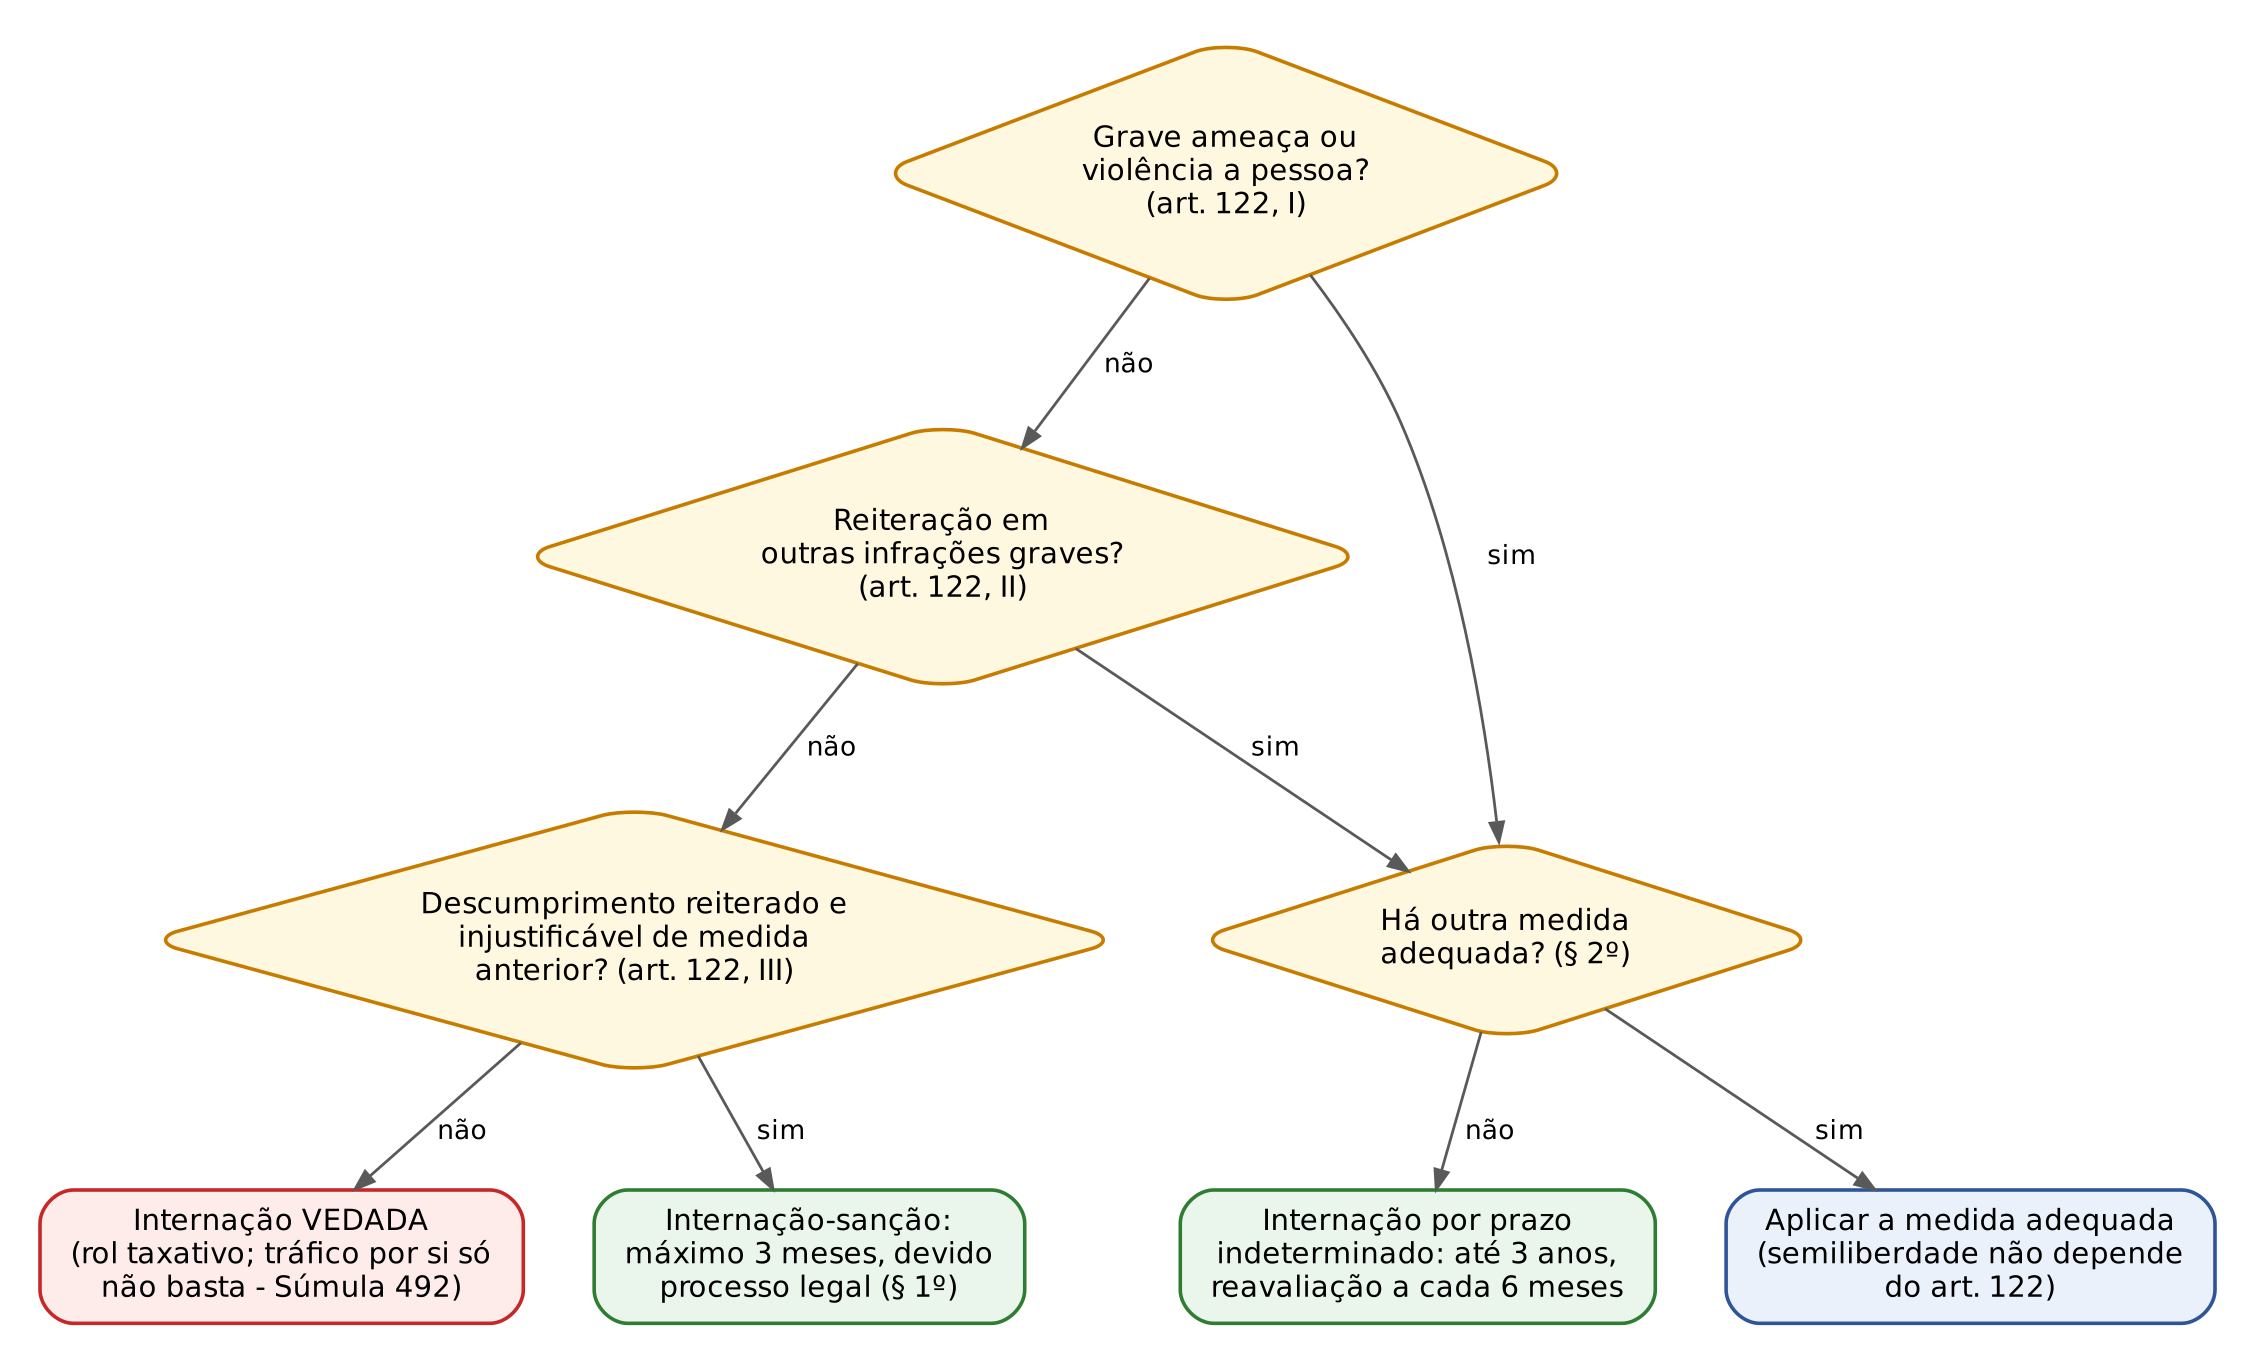 Grave ameaça ou
violência a pessoa?
(art. 122, I)
não
sim
Reiteração em
outras infrações graves?
(art. 122, II)
não
sim
Descumprimento reiterado e
injustificável de medida
anterior? (art. 122, III)
Há outra medida
adequada? (§ 2º)
não
sim
não
sim
Internação VEDADA
(rol taxativo; tráfico por si só
não basta - Súmula 492)
Internação-sanção:
máximo 3 meses, devido
processo legal (§ 1º)
Internação por prazo
indeterminado: até 3 anos,
reavaliação a cada 6 meses
Aplicar a medida adequada
(semiliberdade não depende
do art. 122)